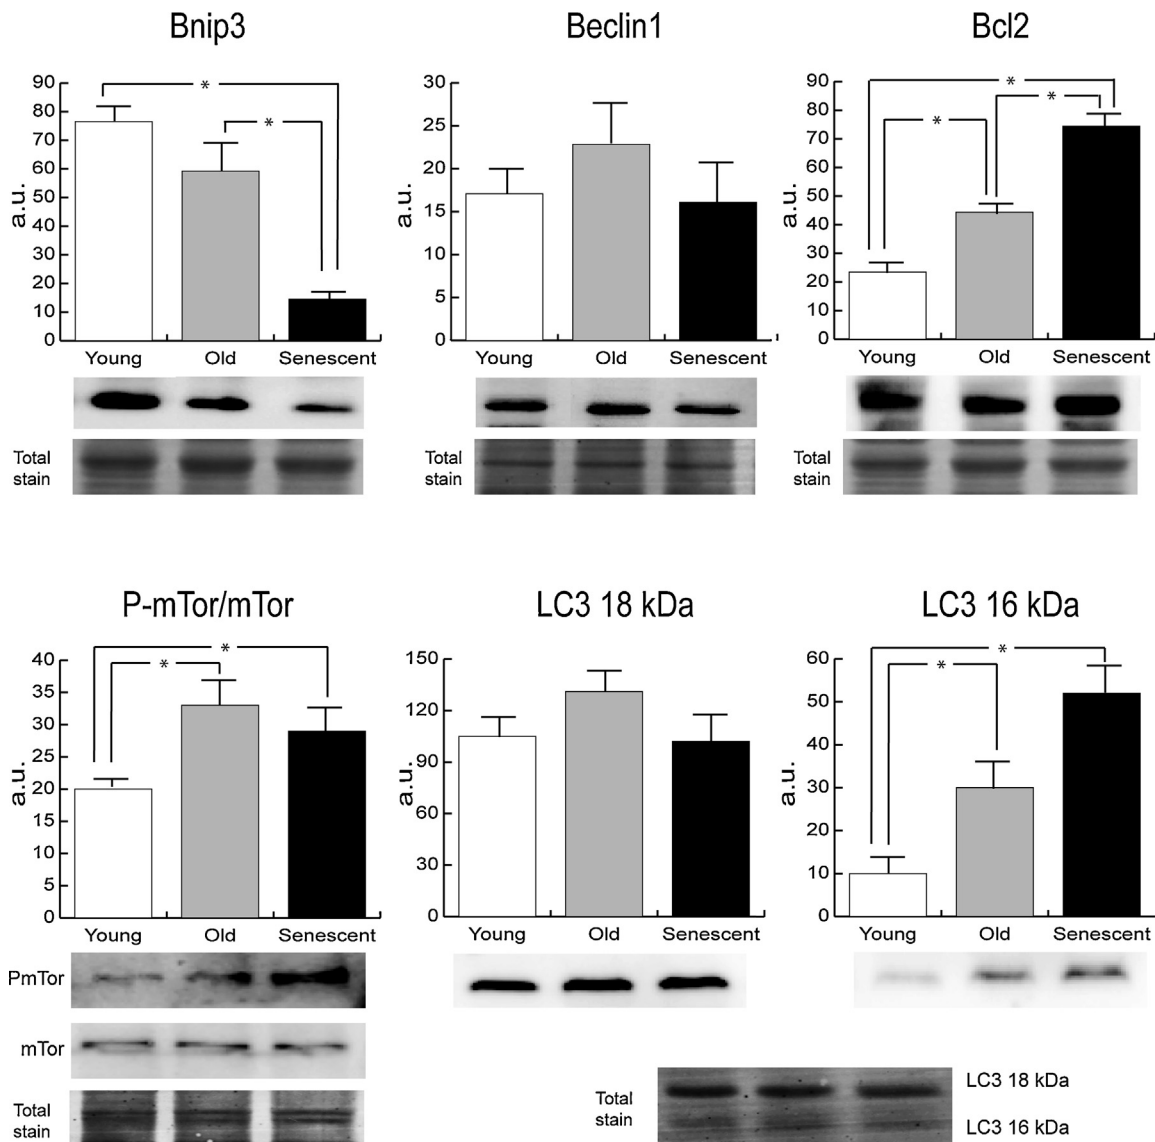 Bnip3
Beclin1
Bcl2
90
80
70
60
50
40
30
20
10
0
a.u.
*
*
Young
Old
Senescent
Total
stain
30
25
20
15
10
5
0
a.u.
Young
Old
Senescent
Total
stain
90
80
70
60
50
40
30
20
10
0
a.u.
*
*
*
Young
Old
Senescent
Total
stain
P-mTor/mTor
LC3 18 kDa
LC3 16 kDa
40
35
30
25
20
15
10
5
0
a.u.
*
*
Young
Old
Senescent
PmTor
mTor
Total
stain
150
120
90
60
30
0
a.u.
Young
Old
Senescent
60
50
40
30
20
10
0
a.u.
*
*
Young
Old
Senescent
Total
stain
LC3 18 kDa
LC3 16 kDa